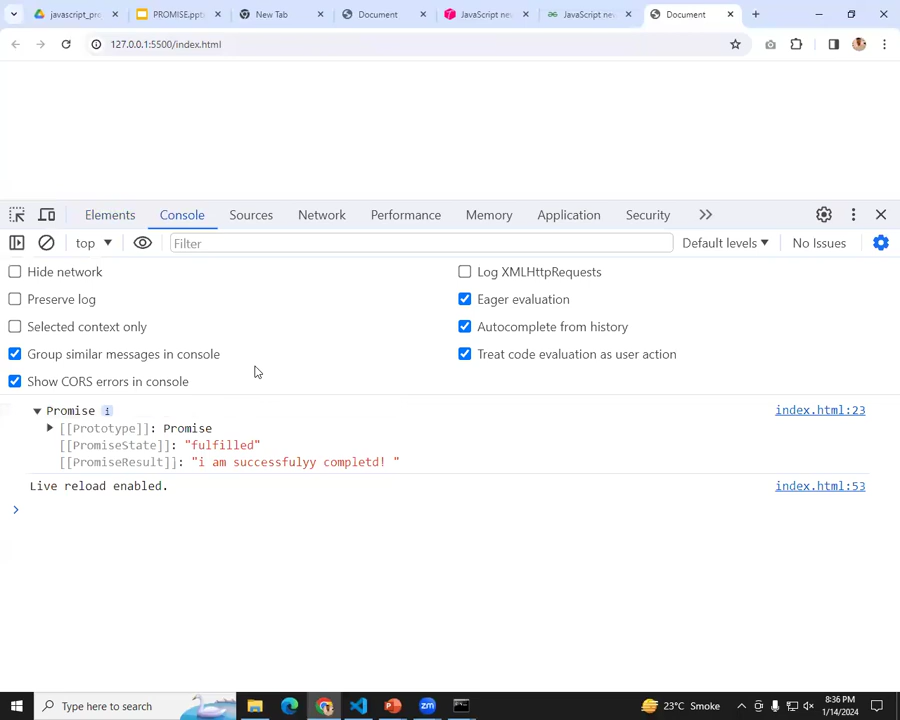 javascript_pro
PROMISE.ppt
New Tab
Document
JavaScript ne
JavaScript ne
Document
127.0.0.1:5500/index.html
Elements Console Sources Network Performance Memory Application Security
top Filter Default levels No Issues
Hide network
Log XMLHttpRequests
Preserve log
Eager evaluation
Selected context only
Autocomplete from history
Group similar messages in console
Treat code evaluation as user action
Show CORS errors in console
Promise i index.html:23
[[Prototype]]: Promise
[[PromiseState]]: "fulfilled"
[[PromiseResult]]: "i am successfulyy completd! "
Live reload enabled. index.html:53
Type here to search
23°C Smoke
8:36 PM
1/14/2024